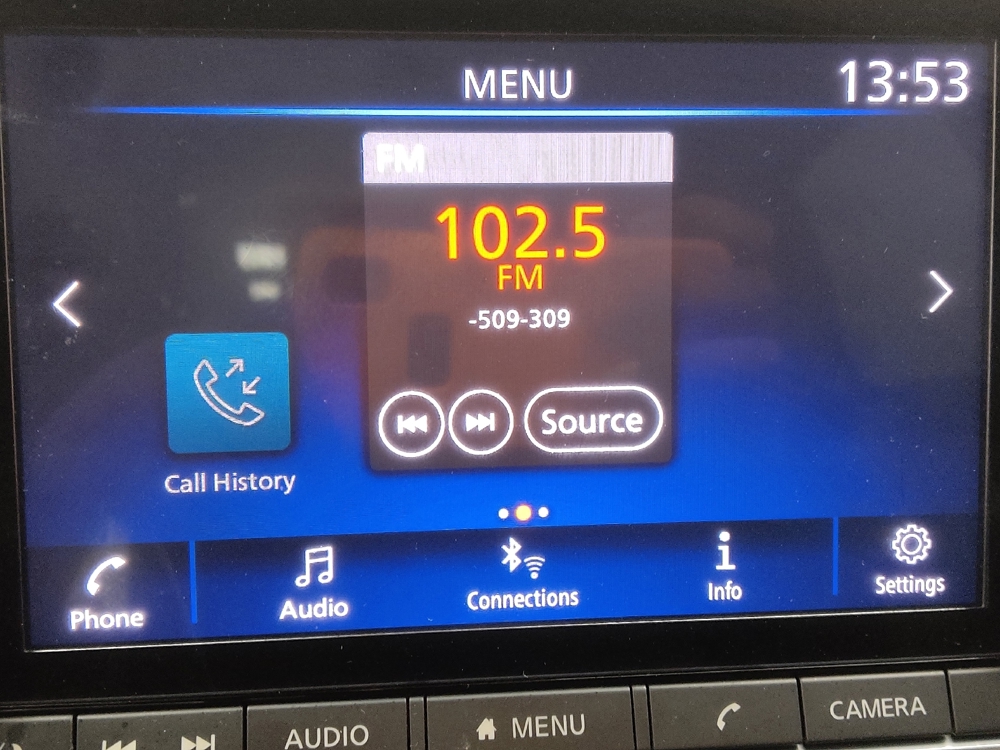 MENU
13:53
FM
102.5
FM
-509-309
Source
Call History
Phone
Audio
Connections
Info
Settings
AUDIO
MENU
CAMERA